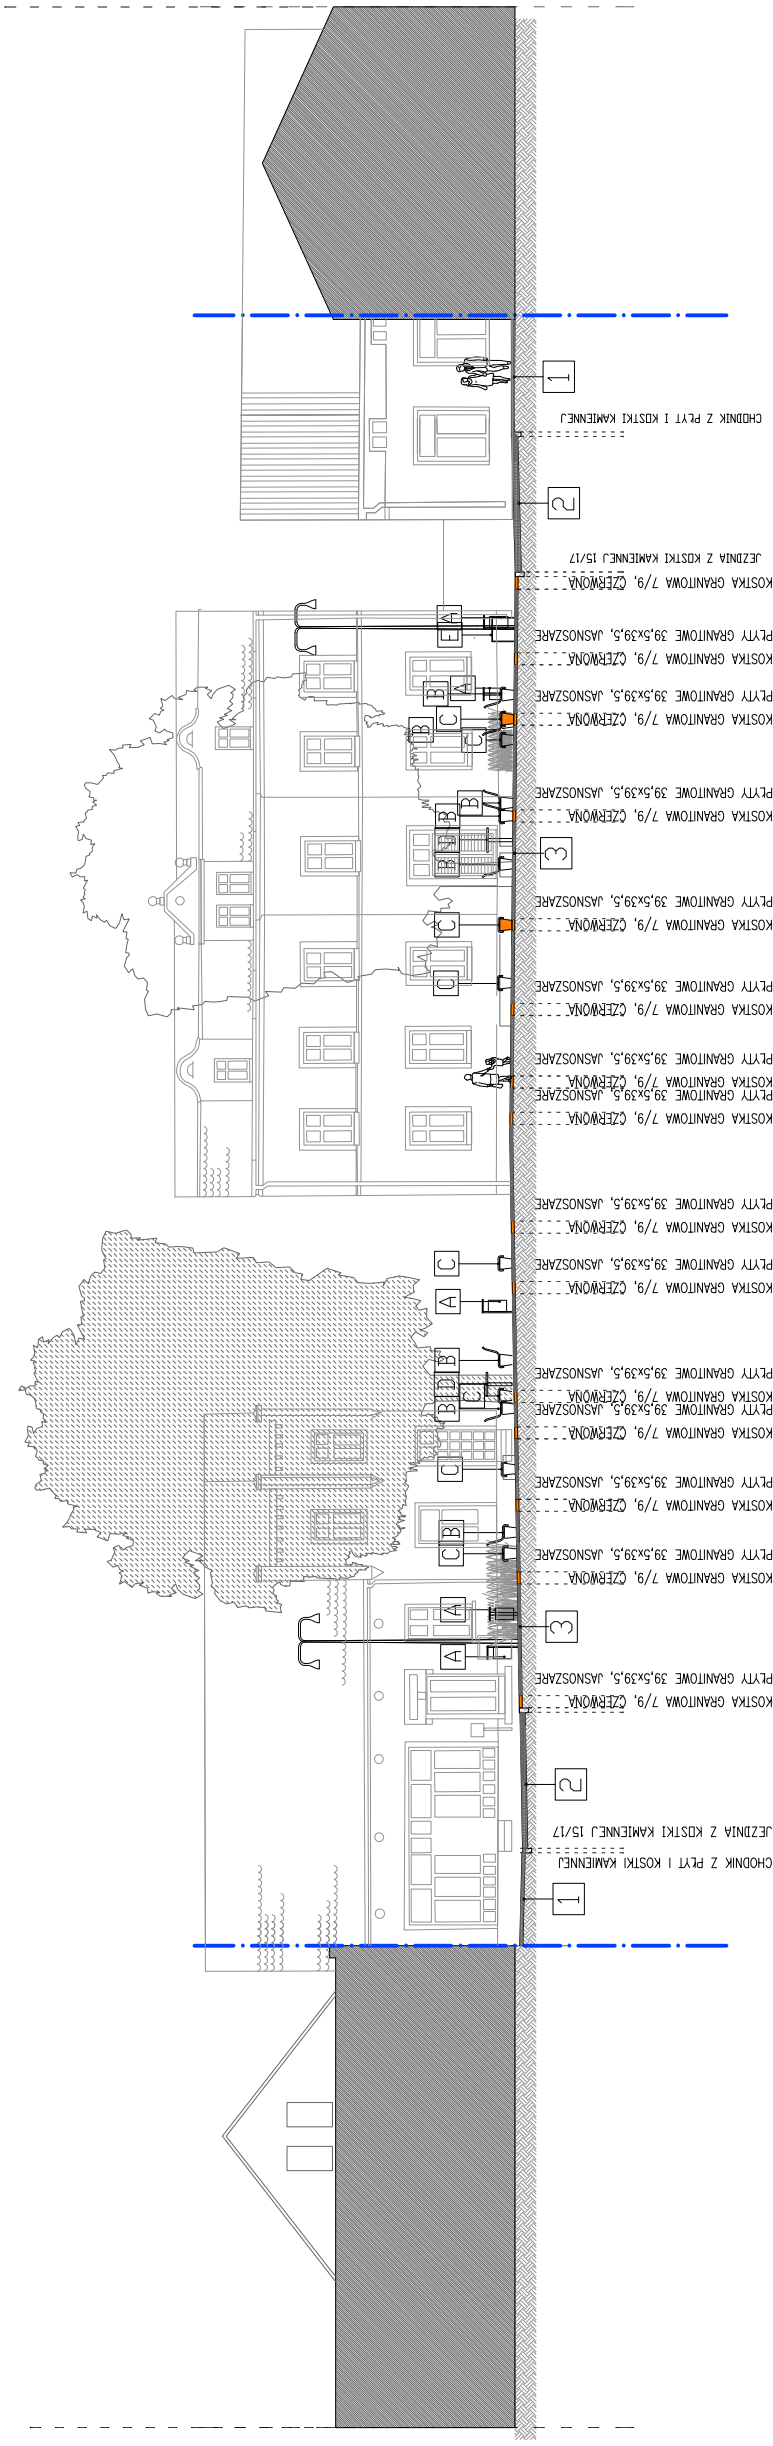 1
CHODNIK Z PŁYT I KOSTKI KAMIENNEJ
2
JEZDNIA Z KOSTKI KAMIENNEJ 15/17
KOSTKA GRANITOWA 7/9, CZERWONA
A
E
PŁYTY GRANITOWE 39,5x39,5, JASNOSZARE
KOSTKA GRANITOWA 7/9, CZERWONA
A
B
PŁYTY GRANITOWE 39,5x39,5, JASNOSZARE
C
KOSTKA GRANITOWA 7/9, CZERWONA
B
C
PŁYTY GRANITOWE 39,5x39,5, JASNOSZARE
B
B
KOSTKA GRANITOWA 7/9, CZERWONA
D
3
B
PŁYTY GRANITOWE 39,5x39,5, JASNOSZARE
C
KOSTKA GRANITOWA 7/9, CZERWONA
C
PŁYTY GRANITOWE 39,5x39,5, JASNOSZARE
KOSTKA GRANITOWA 7/9, CZERWONA
PŁYTY GRANITOWE 39,5x39,5, JASNOSZARE
KOSTKA GRANITOWA 7/9, CZERWONA
PŁYTY GRANITOWE 39,5x39,5, JASNOSZARE
KOSTKA GRANITOWA 7/9, CZERWONA
PŁYTY GRANITOWE 39,5x39,5, JASNOSZARE
KOSTKA GRANITOWA 7/9, CZERWONA
C
PŁYTY GRANITOWE 39,5x39,5, JASNOSZARE
KOSTKA GRANITOWA 7/9, CZERWONA
A
B
PŁYTY GRANITOWE 39,5x39,5, JASNOSZARE
D
C
KOSTKA GRANITOWA 7/9, CZERWONA
B
PŁYTY GRANITOWE 39,5x39,5, JASNOSZARE
KOSTKA GRANITOWA 7/9, CZERWONA
C
PŁYTY GRANITOWE 39,5x39,5, JASNOSZARE
KOSTKA GRANITOWA 7/9, CZERWONA
B
C
PŁYTY GRANITOWE 39,5x39,5, JASNOSZARE
KOSTKA GRANITOWA 7/9, CZERWONA
A
3
A
PŁYTY GRANITOWE 39,5x39,5, JASNOSZARE
KOSTKA GRANITOWA 7/9, CZERWONA
2
JEZDNIA Z KOSTKI KAMIENNEJ 15/17
CHODNIK Z PŁYT I KOSTKI KAMIENNEJ
1